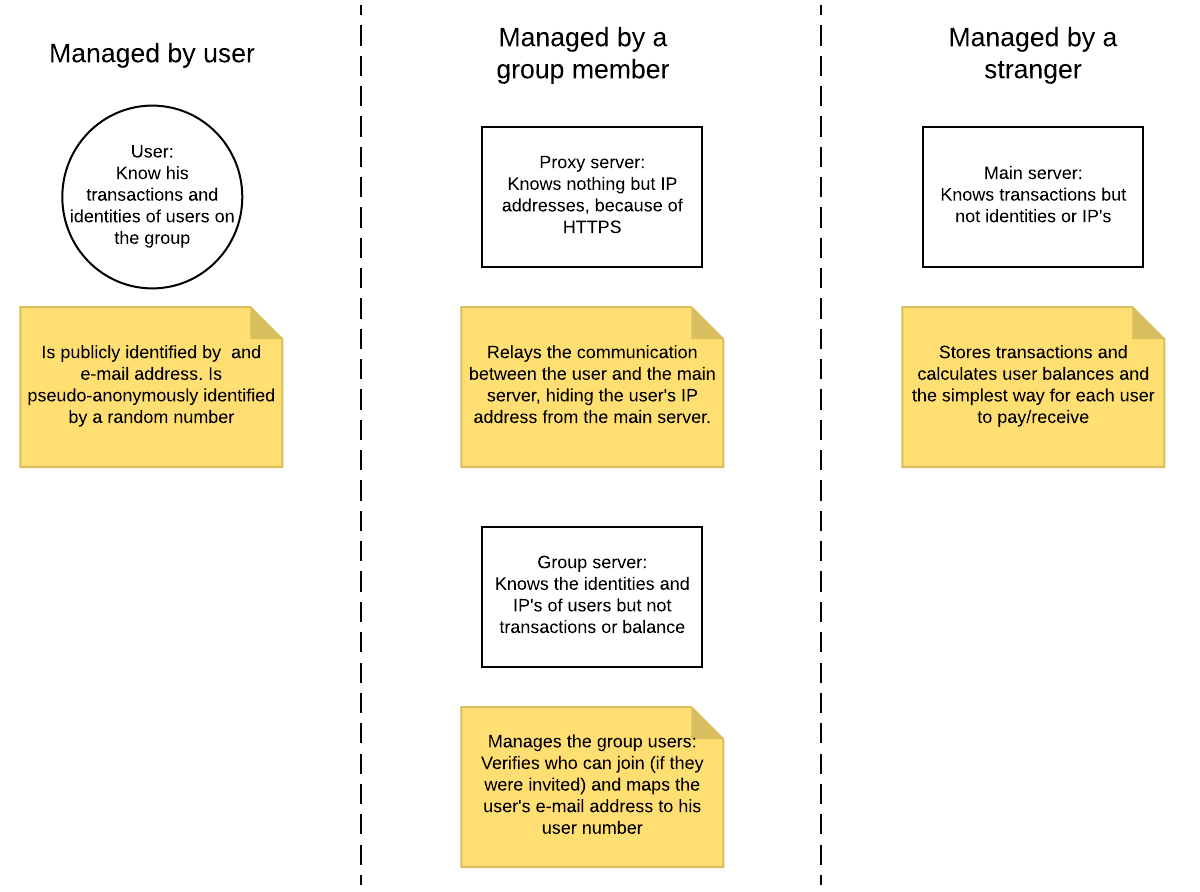 Managed by user
User:
Know his
transactions and
identities of users on
the group
Is publicly identified by  and
e-mail address. Is
pseudo-anonymously identified
by a random number
Managed by a
group member
Proxy server:
Knows nothing but IP
addresses, because of
HTTPS
Relays the communication
between the user and the main
server, hiding the user's IP
address from the main server.
Group server:
Knows the identities and
IP's of users but not
transactions or balance
Manages the group users:
Verifies who can join (if they
were invited) and maps the
user's e-mail address to his
user number
Managed by a
stranger
Main server:
Knows transactions but
not identities or IP's
Stores transactions and
calculates user balances and
the simplest way for each user
to pay/receive